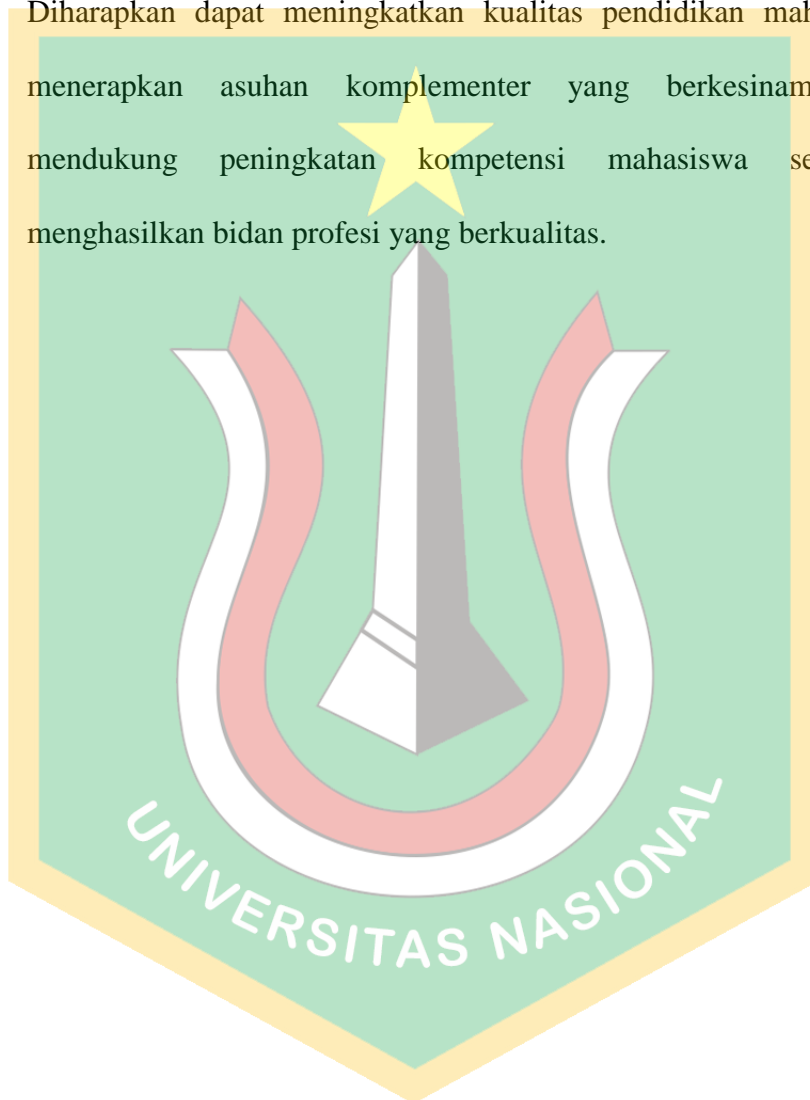 Diharapkan dapat meningkatkan kualitas pendidikan
menerapkan asuhan komplementer yang
mendukung peningkatan kompetensi mahasiswa
menghasilkan bidan profesi yang berkualitas.
UNIVERSITAS NASIONAL